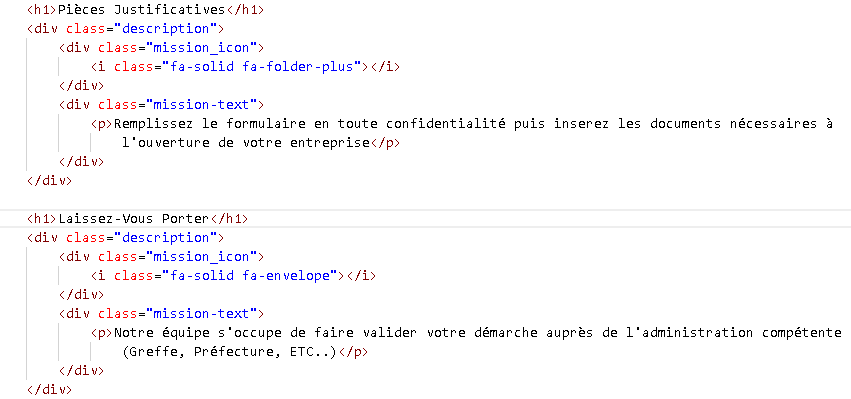 <h1>Pièces Justificatives</h1>
<div class="description">
<div class="mission_icon">
<i class="fa-solid fa-folder-plus"></i>
</div>
<div class="mission-text">
<p>Remplissez le formulaire en toute confidentialité puis inserez les documents nécessaires à
l'ouverture de votre entreprise</p>
</div>
</div>
<h1>Laissez-Vous Porter</h1>
<div class="description">
<div class="mission_icon">
<i class="fa-solid fa-envelope"></i>
</div>
<div class="mission-text">
<p>Notre équipe s'occupe de faire valider votre démarche auprès de l'administration compétente
(Greffe, Préfecture, ETC..)</p>
</div>
</div>